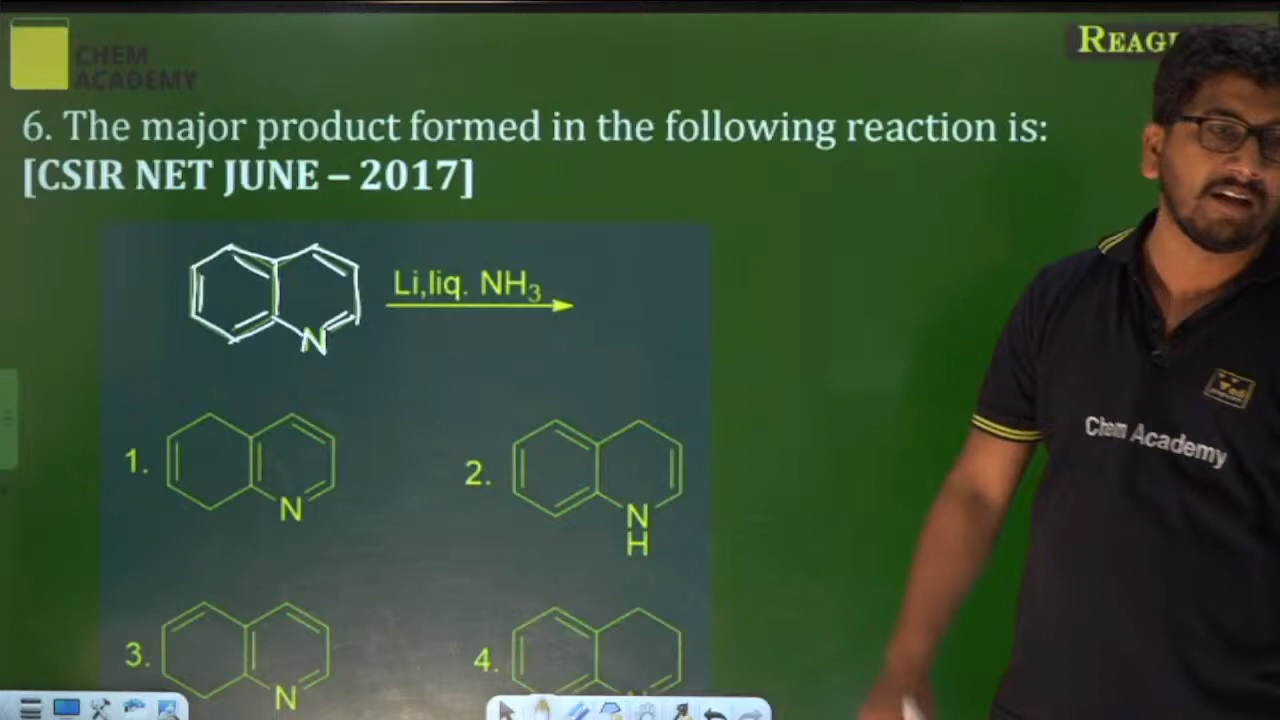 CHEM
ACADEMY
6. The major product formed in the following reaction is:
[CSIR NET JUNE – 2017]
N
Li,liq. NH3
1.
N
2.
N
H
3.
N
4.
Chem Academy